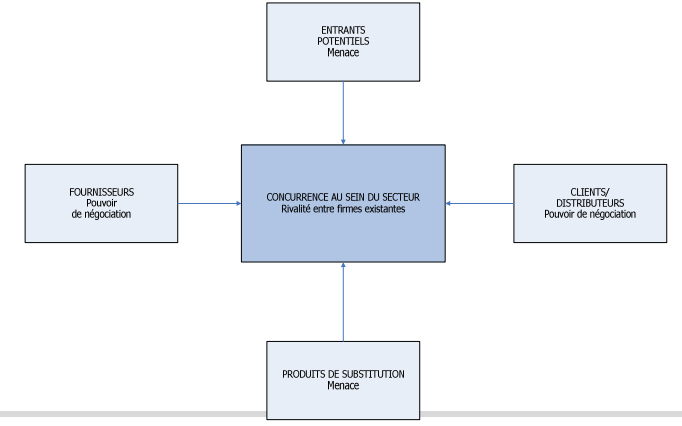 ENTRANTS
POTENTIELS
Menace
FOURNISSEURS
Pouvoir
de négociation
CONCURRENCE AU SEIN DU SECTEUR
Rivalité entre firmes existantes
CLIENTS/
DISTRIBUTEURS
Pouvoir de négociation
PRODUITS DE SUBSTITUTION
Menace